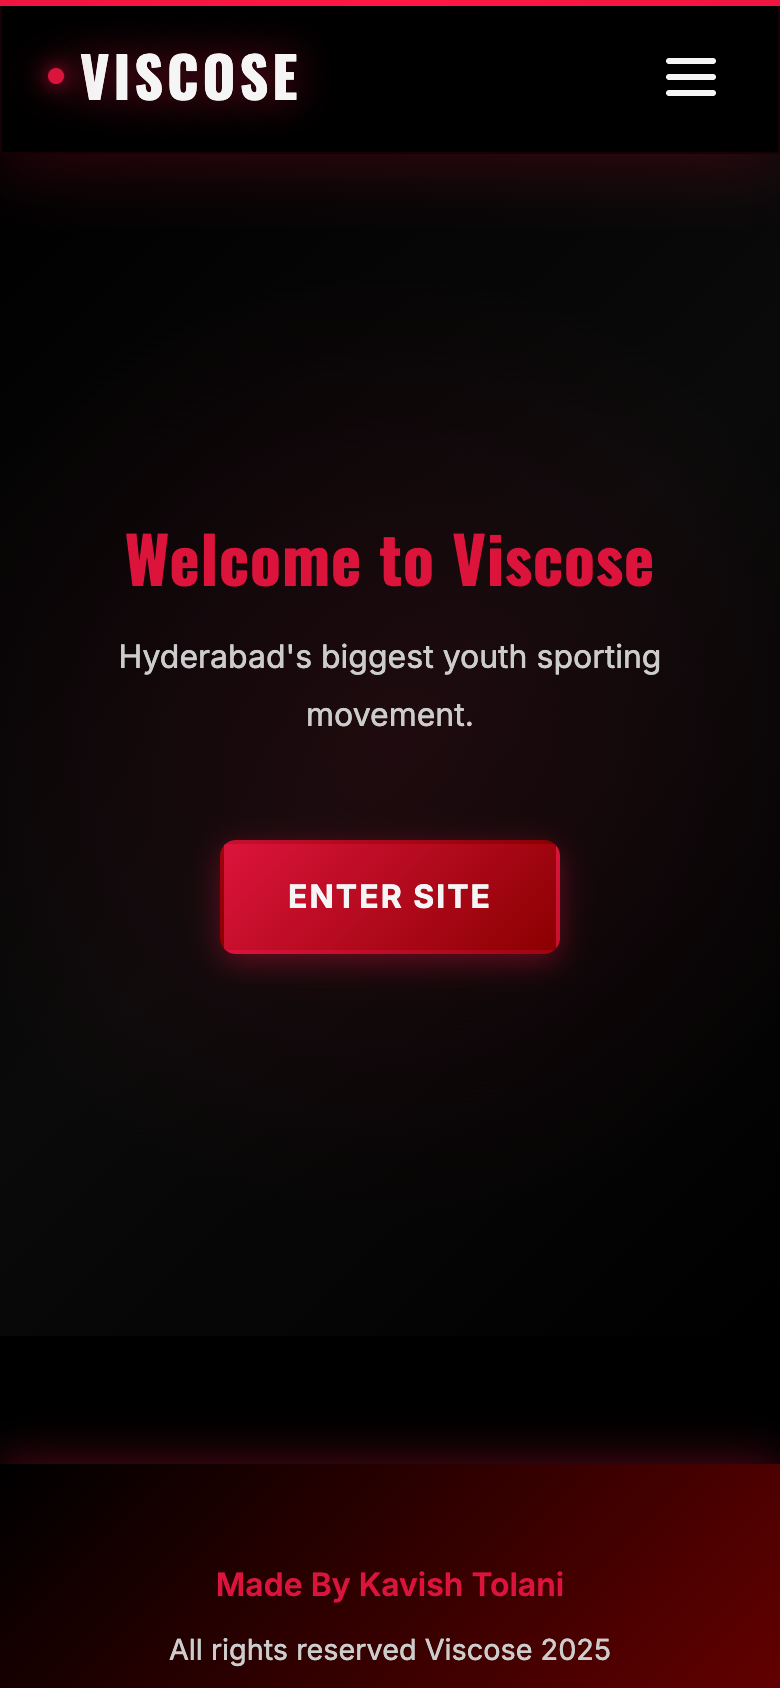 VISCOSE
Welcome to Viscose
Hyderabad's biggest youth sporting
movement.
ENTER SITE
Made By Kavish Tolani
All rights reserved Viscose 2025